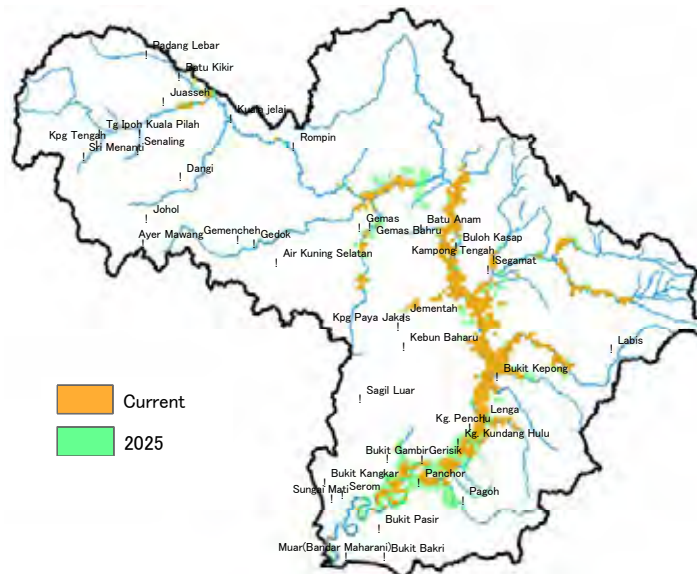 Padang Lebar
Batu Kikir
Juasseh
Kuala jelai
Tg Ipoh Kuala Pilah
Kpg Tengah
Senaling
Sri Menanti
Rompin
Dangi
Johol
Gemas
Batu Anam
Gemas Bahru
Ayer Mawang
Gemencheh
Gedok
Buloh Kasap
Kampong Tengah
Air Kuning Selatan
Segamat
Jementah
Kpg Paya Jakas
Kebun Baharu
Labis
Bukit Kepong
Current
Sagil Luar
2025
Lenga
Kg. Penchu
Kg. Kundang Hulu
Bukit Gambir
Gerisik
Bukit Kangkar
Panchor
Sungai Mati
Serom
Pagoh
Bukit Pasir
Muar(Bandar Maharani)
Bukit Bakri